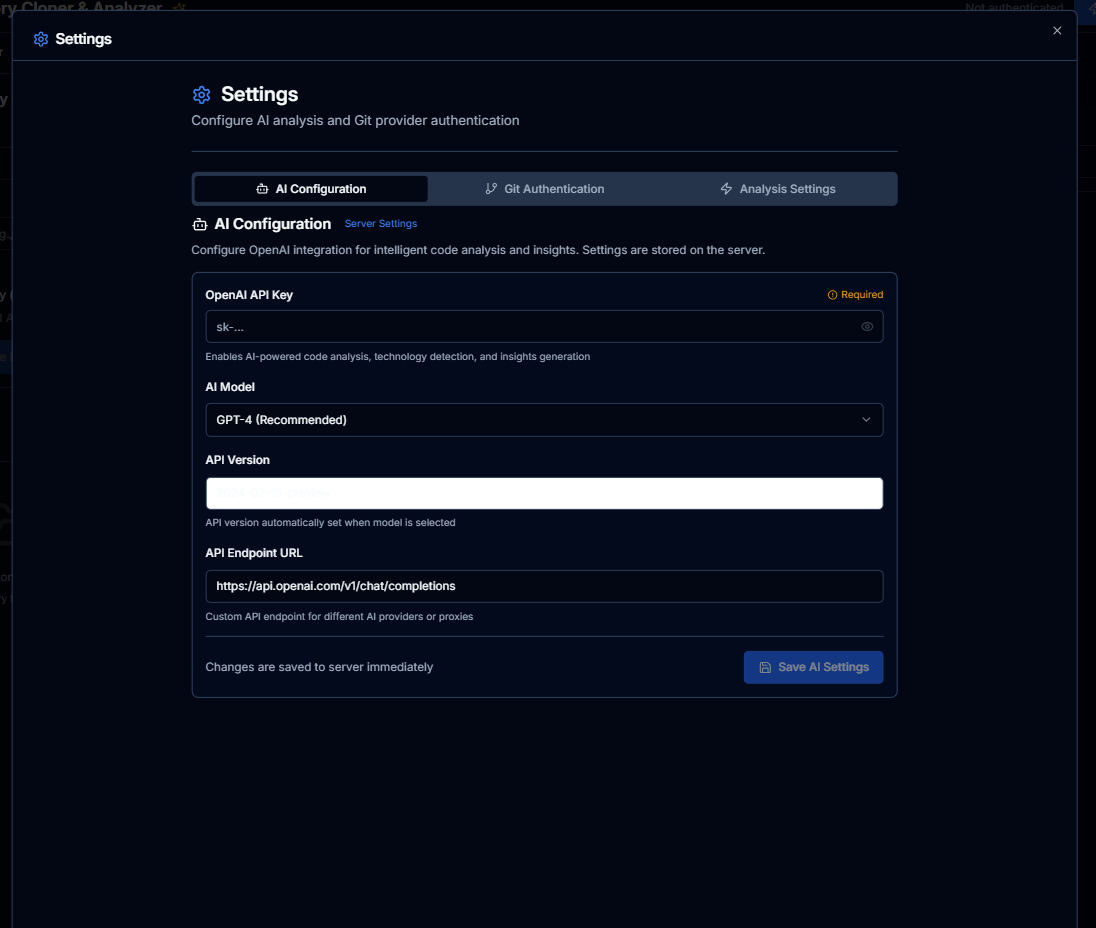 ry Cloner & Analyzer
Not authenticated
Settings
Settings
Configure AI analysis and Git provider authentication
AI Configuration
Git Authentication
Analysis Settings
AI Configuration
Server Settings
Configure OpenAI integration for intelligent code analysis and insights. Settings are stored on the server.
OpenAI API Key
Required
sk-...
Enables AI-powered code analysis, technology detection, and insights generation
AI Model
GPT-4 (Recommended)
API Version
API version automatically set when model is selected
API Endpoint URL
https://api.openai.com/v1/chat/completions
Custom API endpoint for different AI providers or proxies
Changes are saved to server immediately
Save AI Settings